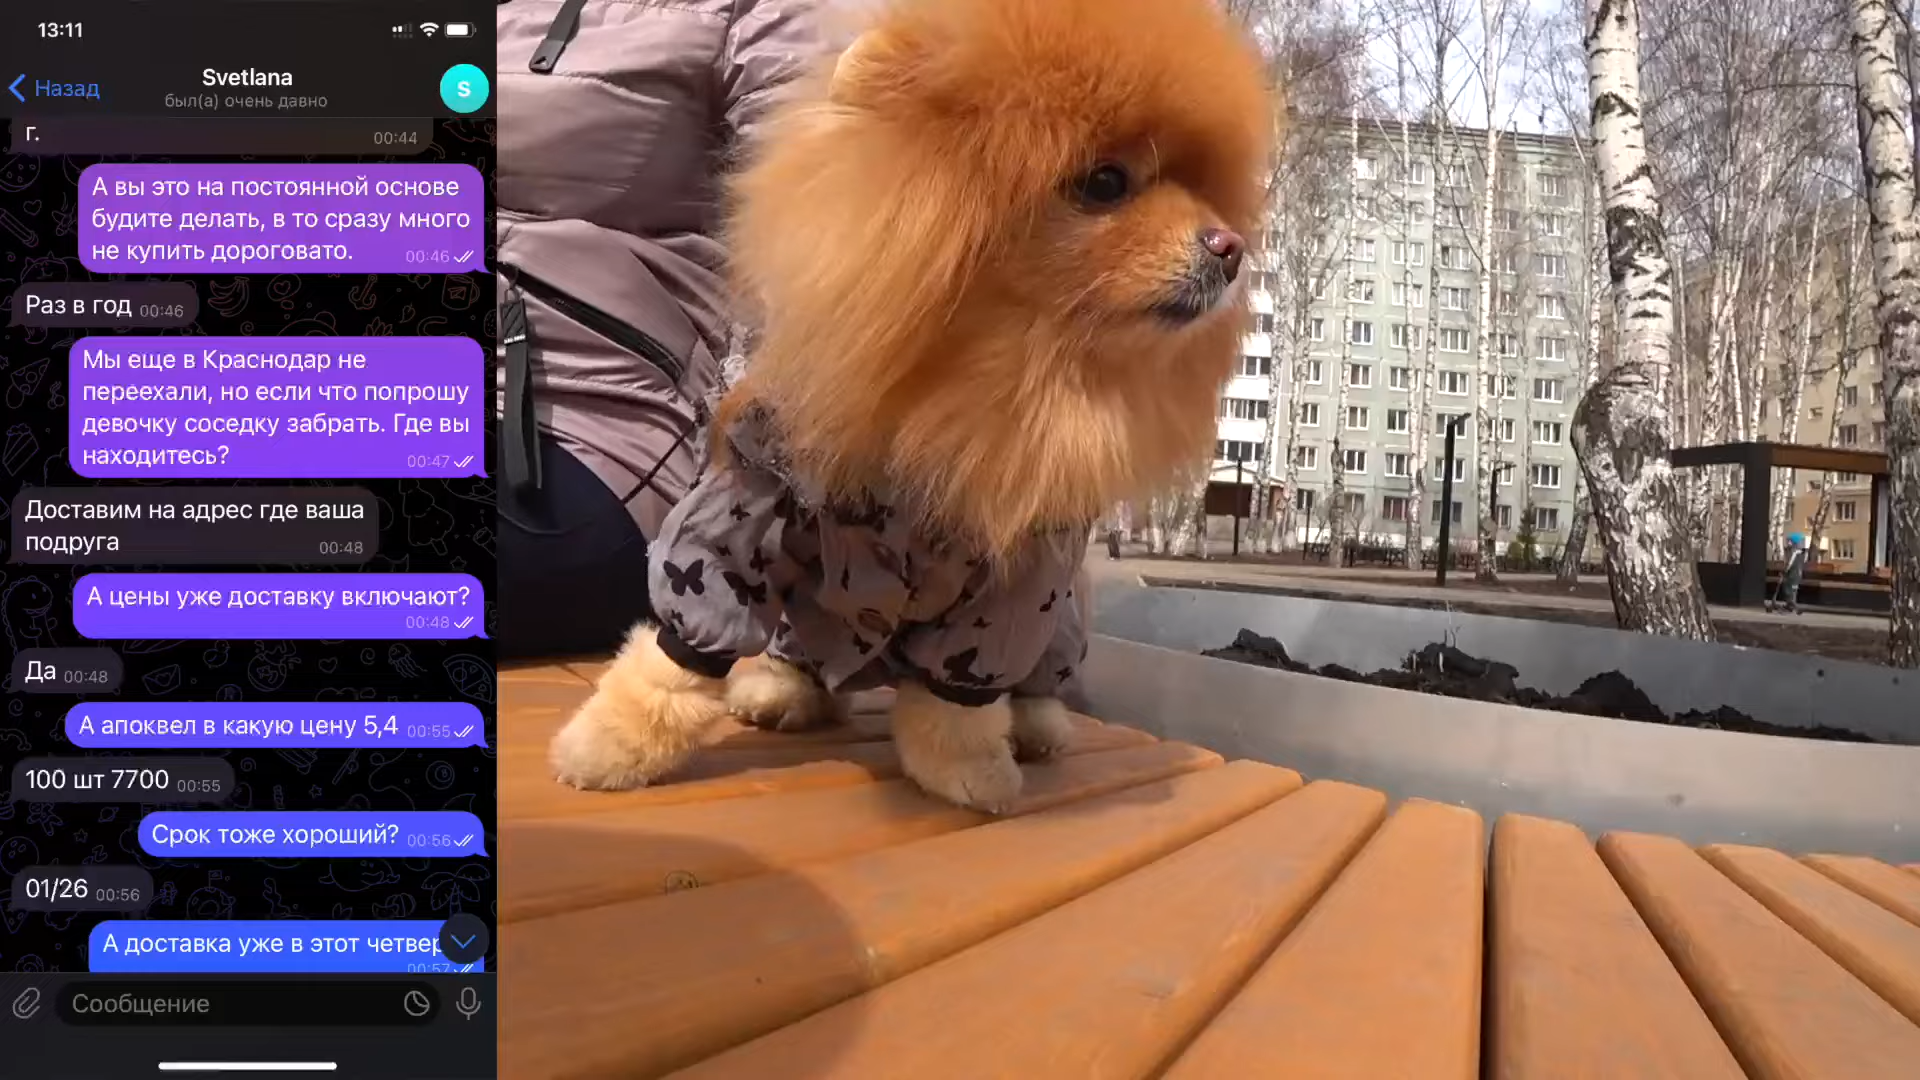 13:11
Назад
Svetlana
был(а) очень давно
S
г.
00:44
А вы это на постоянной основе
будите делать, в то сразу много
не купить дороговато.
00:46
Раз в год 00:46
Мы еще в Краснодар не
переехали, но если что попрошу
девочку соседку забрать. Где вы
находитесь?
00:47
Доставим на адрес где ваша
подруга
00:48
А цены уже доставку включают?
00:48
Да 00:48
А апоквел в какую цену 5,4 00:55
100 шт 7700 00:55
Срок тоже хороший? 00:56
01/26 00:56
А доставка уже в этот четвер
00:57
Сообщение